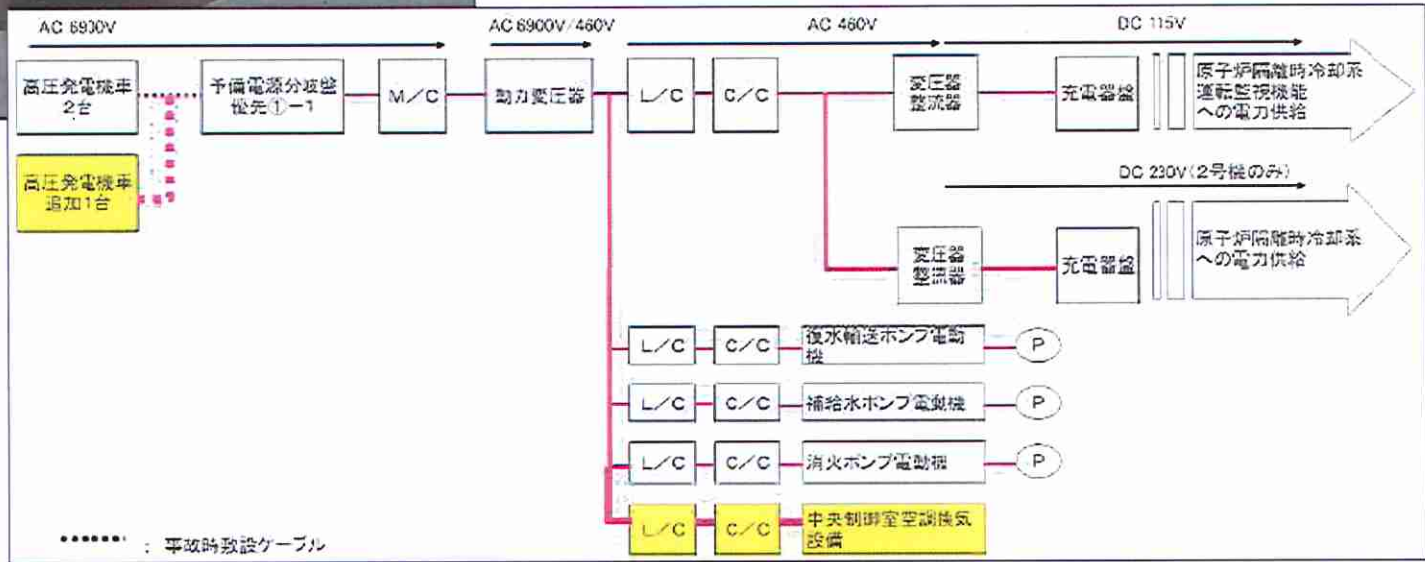 AC 6900V
AC 6900V/460V
AC 460V
DC 115V
高圧発電機車
2台
予備電源分波盤
優先①-1
M/C
動力変圧器
L/C
C/C
変圧器
整流器
充電器盤
原子炉隔離時冷却系
運転監視機能
への電力供給
高圧発電機車
追加1台
DC 230V(2号機のみ)
変圧器
整流器
充電器盤
原子炉隔離時冷却系
への電力供給
L/C
C/C
復水輸送ポンプ電動
機
P
L/C
C/C
補給水ポンプ電動機
P
L/C
C/C
消火ポンプ電動機
P
L/C
C/C
中央制御室空調換気
設備
: 事故時敷設ケーブル